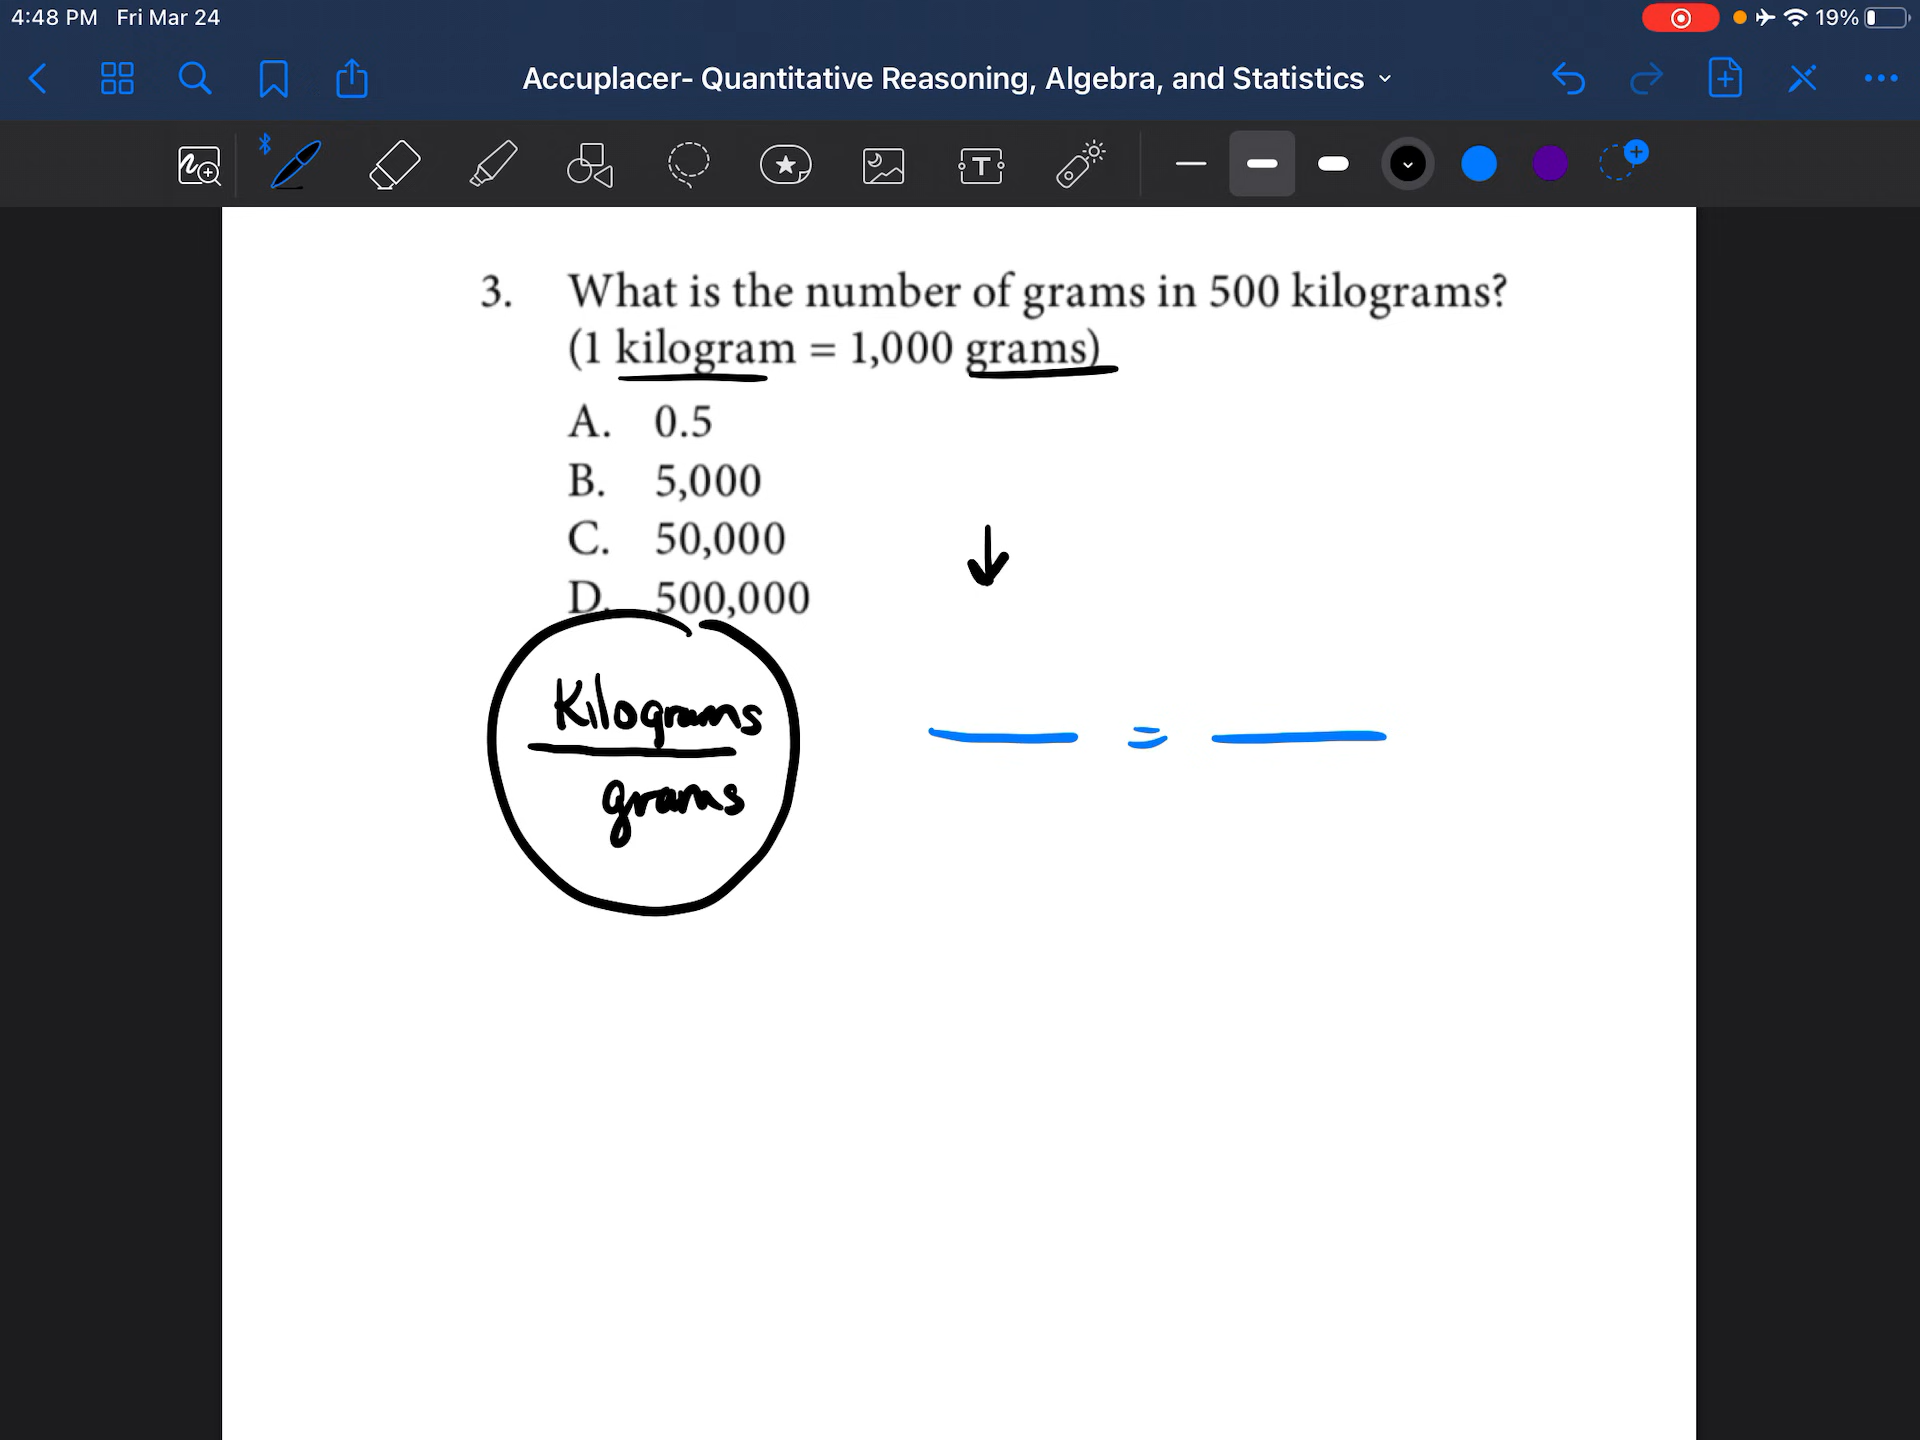 4:48 PM Fri Mar 24
19%
Accuplacer- Quantitative Reasoning, Algebra, and Statistics
T
3. What is the number of grams in 500 kilograms?
(1 kilogram = 1,000 grams)
A. 0.5
B. 5,000
C. 50,000
D. 500,000
Kilograms
grams
=